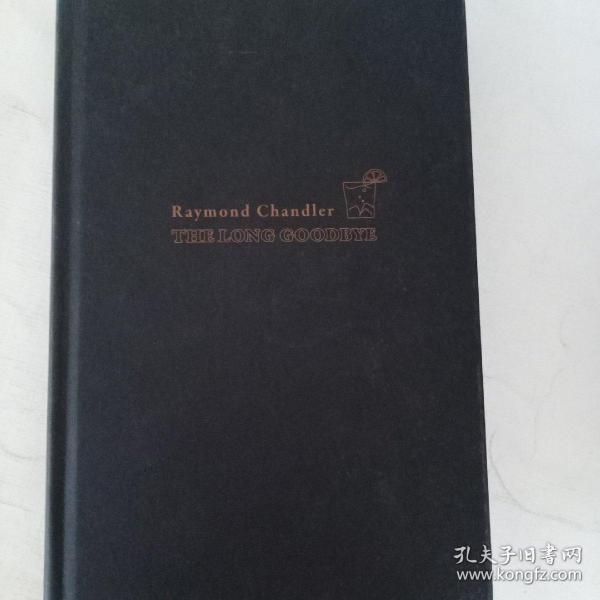 Raymond Chandler
THE LONG GOODBYE
孔夫子旧书网
www.kongfz.com